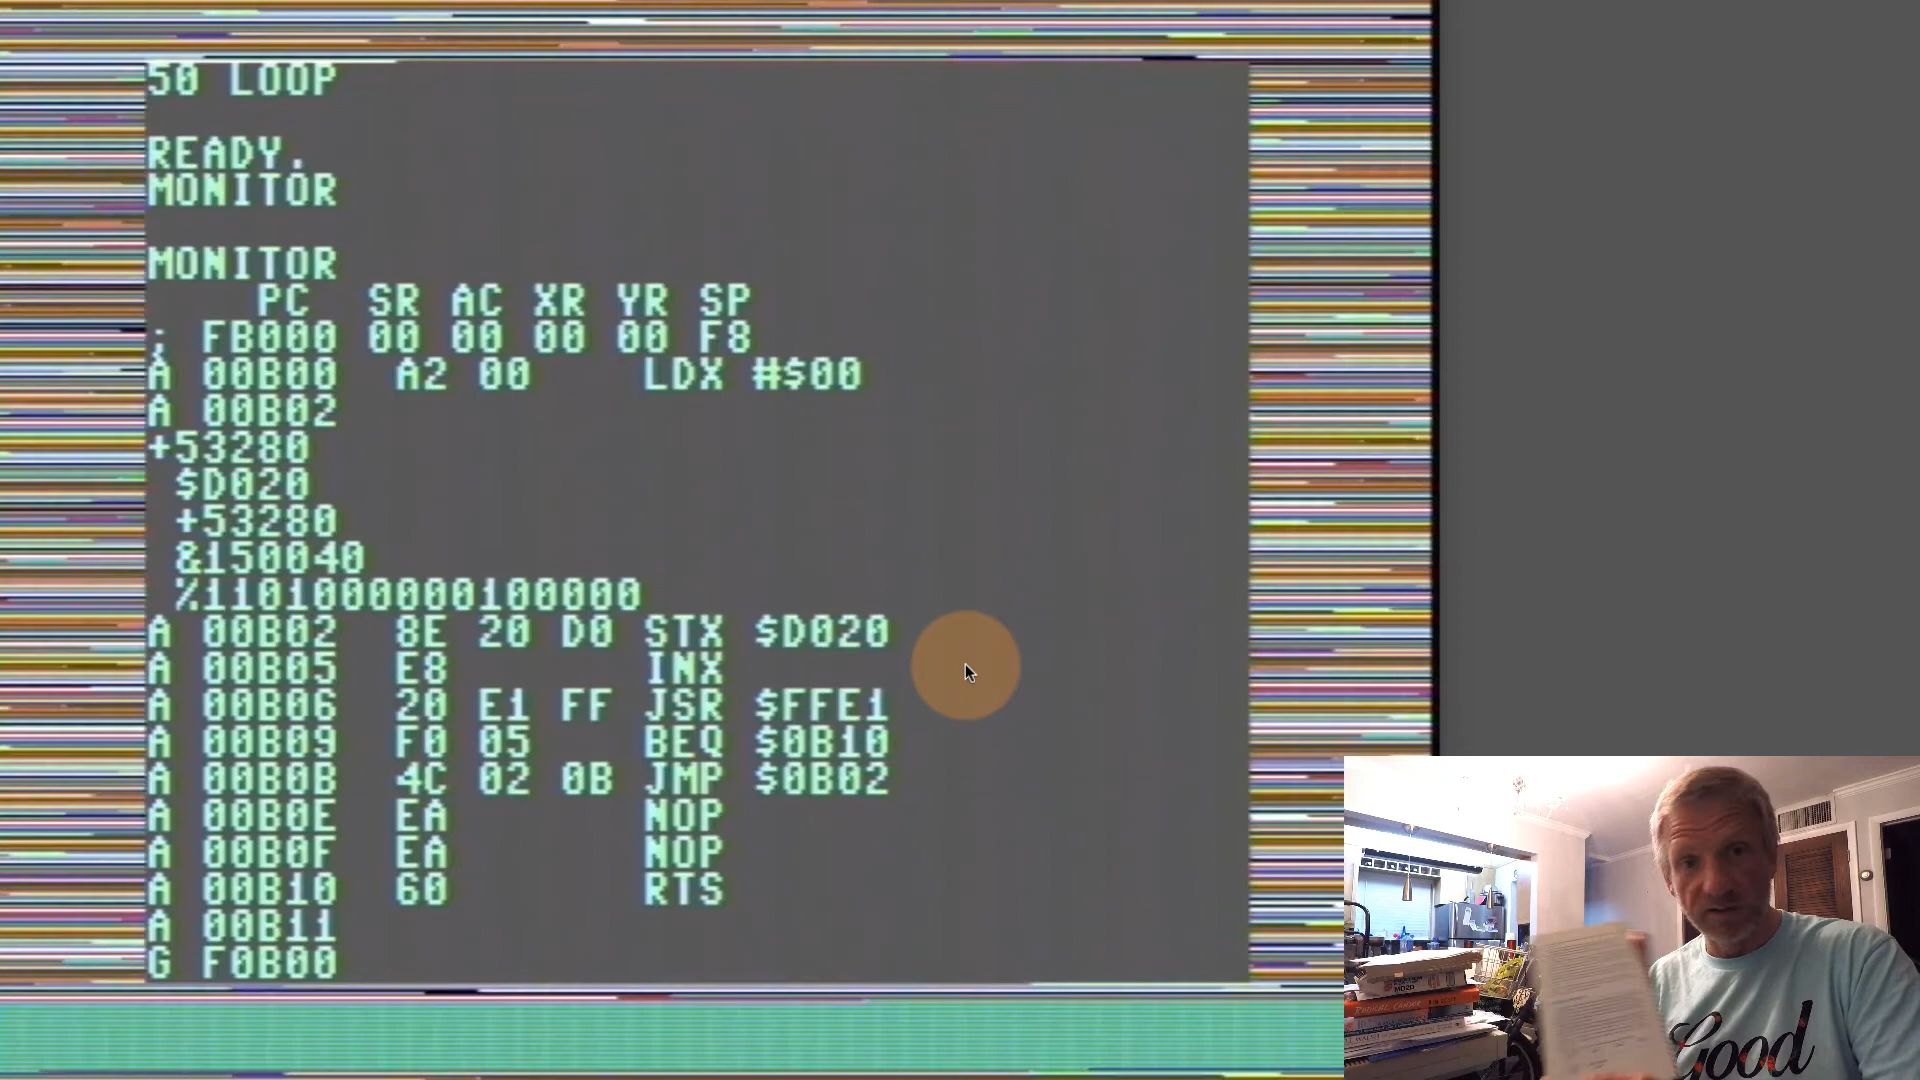 50 LOOP
READY.
MONITOR
MONITOR
PC SR AC XR YR SP
; FB000 00 00 00 00 F8
A 00B00 A2 00 LDX #$00
A 00B02
+53280
$D020
+53280
&150040
%1101000000100000
A 00B02 8E 20 D0 STX $D020
A 00B05 E8 INX
A 00B06 20 E1 FF JSR $FFE1
A 00B09 F0 05 BEQ $0B10
A 00B0B 4C 02 0B JMP $0B02
A 00B0E EA NOP
A 00B0F EA NOP
A 00B10 60 RTS
A 00B11
G F0B00
Good